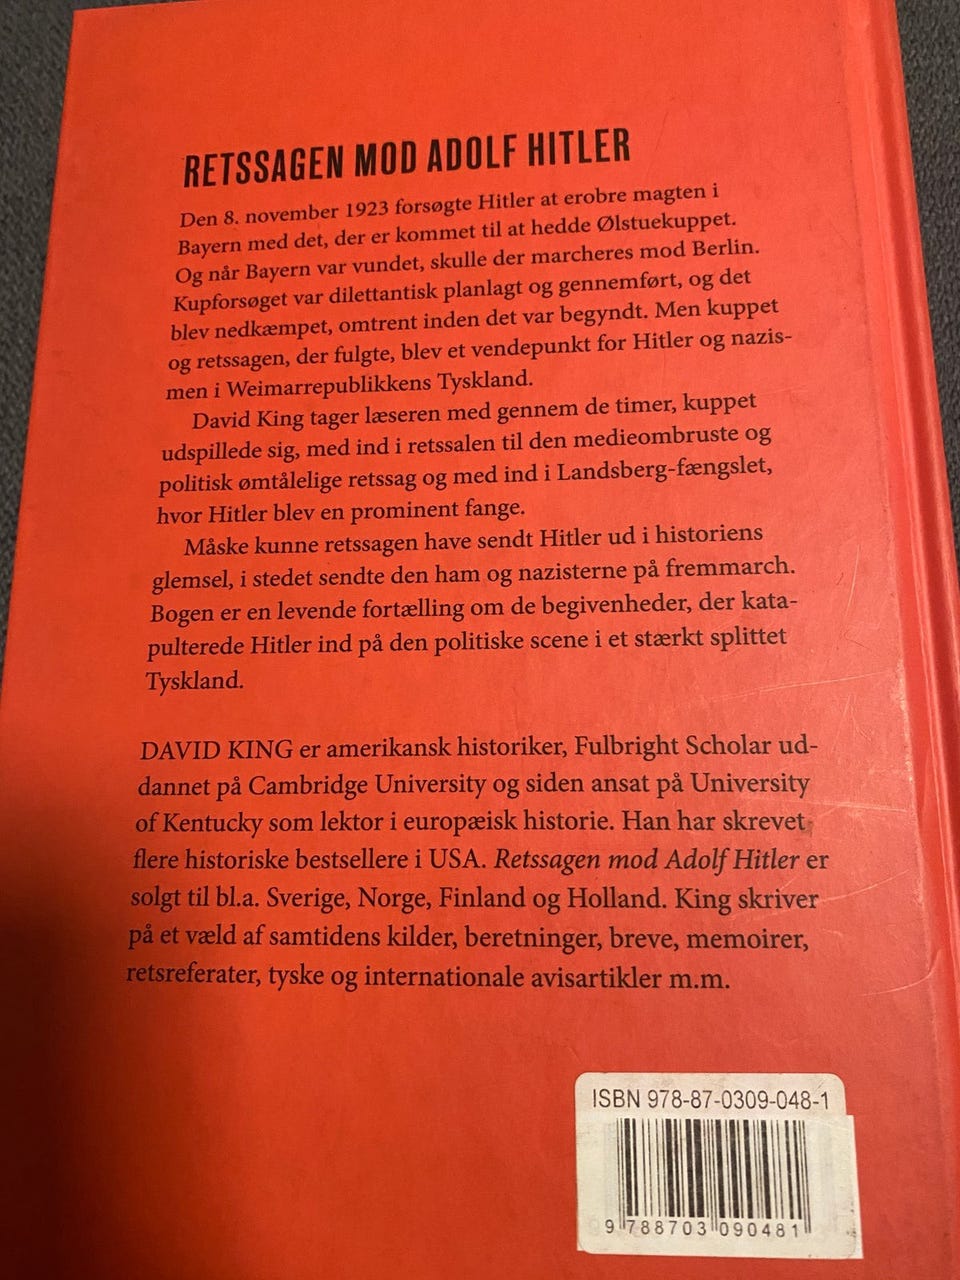 RETSSAGEN MOD ADOLF HITLER
Den 8. november 1923 forsøgte Hitler at erobre magten i
Bayern med det, der er kommet til at hedde Ølstuekuppet.
Og når Bayern var vundet, skulle der marcheres mod Berlin.
Kupforsøget var dilettantisk planlagt og gennemført, og det
blev nedkæmpet, omtrent inden det var begyndt. Men kuppet
og retssagen, der fulgte, blev et vendepunkt for Hitler og nazis-
men i Weimarrepublikkens Tyskland.
David King tager læseren med gennem de timer, kuppet
udspillede sig, med ind i retssalen til den medieombruste og
politisk ømtålelige retssag og med ind i Landsberg-fængslet,
hvor Hitler blev en prominent fange.
Måske kunne retssagen have sendt Hitler ud i historiens
glemsel, i stedet sendte den ham og nazisterne på fremmarch.
Bogen er en levende fortælling om de begivenheder, der kata-
pulterede Hitler ind på den politiske scene i et stærkt splittet
Tyskland.
DAVID KING er amerikansk historiker, Fulbright Scholar ud-
dannet på Cambridge University og siden ansat på University
of Kentucky som lektor i europæisk historie. Han har skrevet
flere historiske bestsellere i USA. Retssagen mod Adolf Hitler er
solgt til bl.a. Sverige, Norge, Finland og Holland. King skriver
på et væld af samtidens kilder, beretninger, breve, memoirer,
retsreferater, tyske og internationale avisartikler m.m.
ISBN 978-87-0309-048-1
9 788703 090481